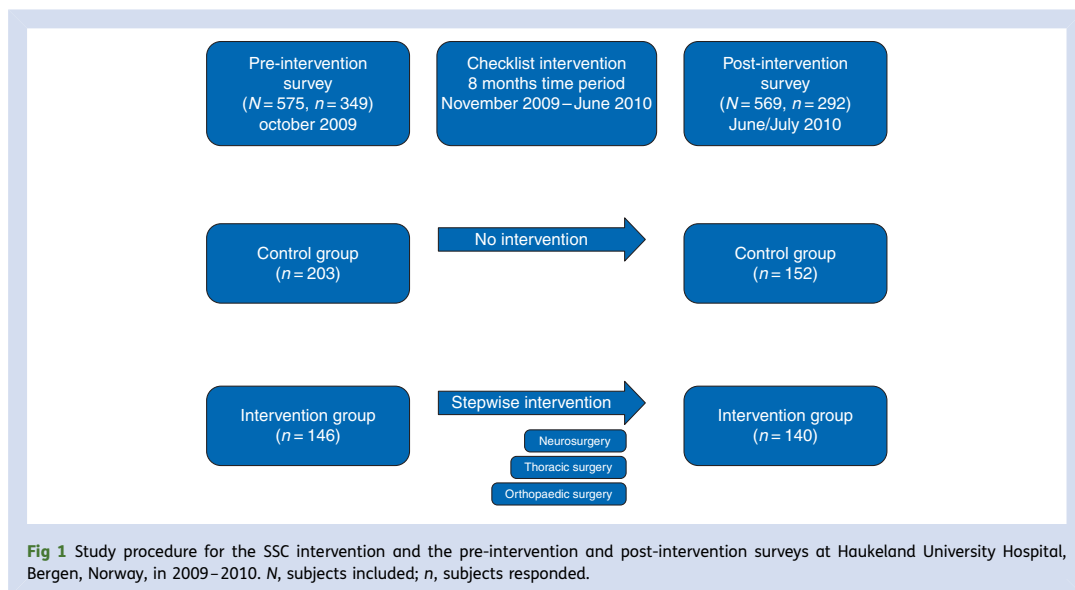 Pre-intervention
survey
(N=575, n=349)
october 2009
Checklist intervention
8 months time period
November 2009–June 2010
Post-intervention
survey
(N=569, n=292)
June/July 2010
Control group
(n=203)
No intervention
Control group
(n=152)
Intervention group
(n=146)
Stepwise intervention
Neurosurgery
Thoracic surgery
Orthopaedic surgery
Intervention group
(n=140)
Fig 1 Study procedure for the SSC intervention and the pre-intervention and post-intervention surveys at Haukeland University Hospital,
Bergen, Norway, in 2009–2010. N, subjects included; n, subjects responded.